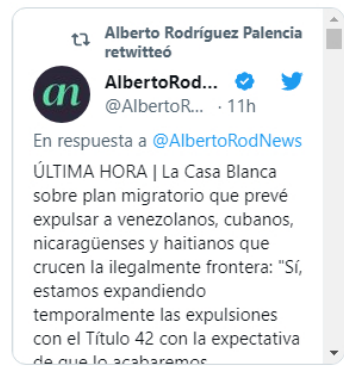 Alberto Rodríguez Palencia
retwitteó
an
AlbertoRod...
@AlbertoR... · 11h
En respuesta a @AlbertoRodNews
ÚLTIMA HORA | La Casa Blanca
sobre plan migratorio que prevé
expulsar a venezolanos, cubanos,
nicaragüenses y haitianos que
crucen la ilegalmente frontera: "Sí,
estamos expandiendo
temporalmente las expulsiones
con el Título 42 con la expectativa
de que lo acabaremos